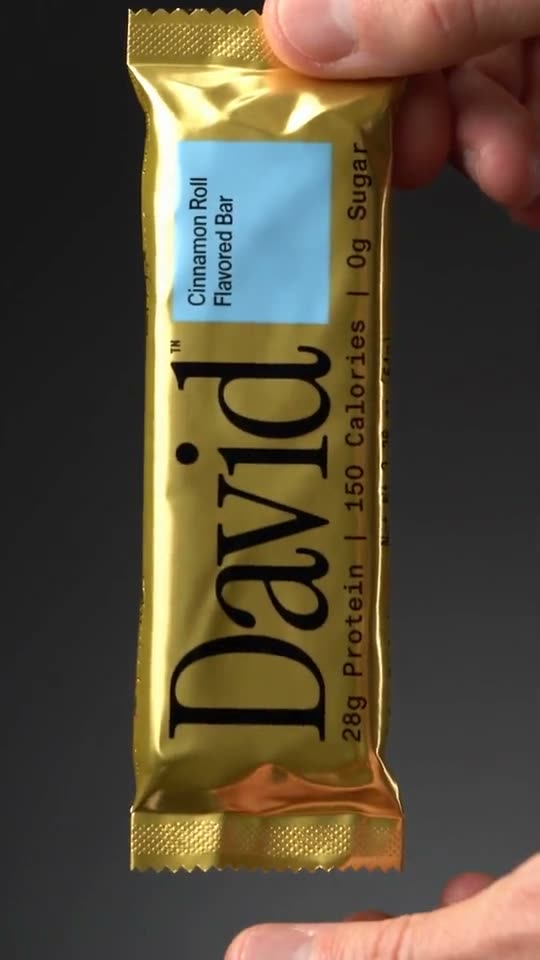 Cinnamon Roll
Flavored Bar
David™
28g Protein | 150 Calories | 0g Sugar